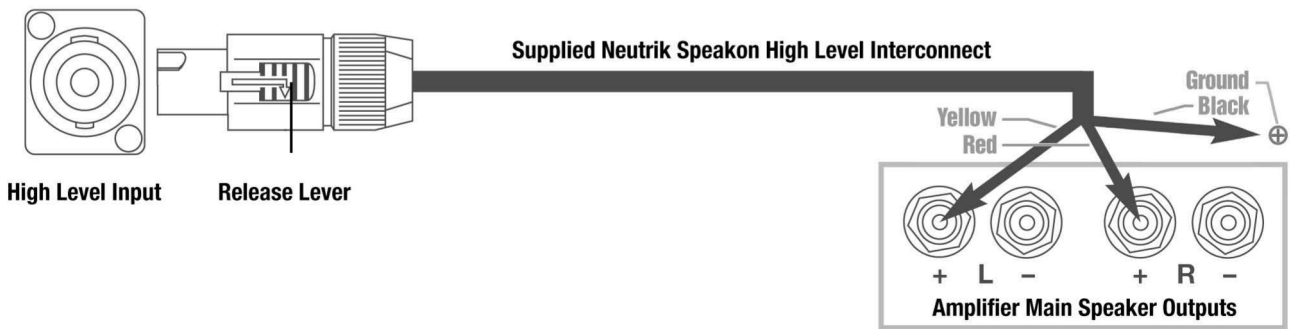 Supplied Neutrik Speakon High Level Interconnect
Ground
Black
Yellow
Red
High Level Input
Release Lever
+ L - + R -
Amplifier Main Speaker Outputs